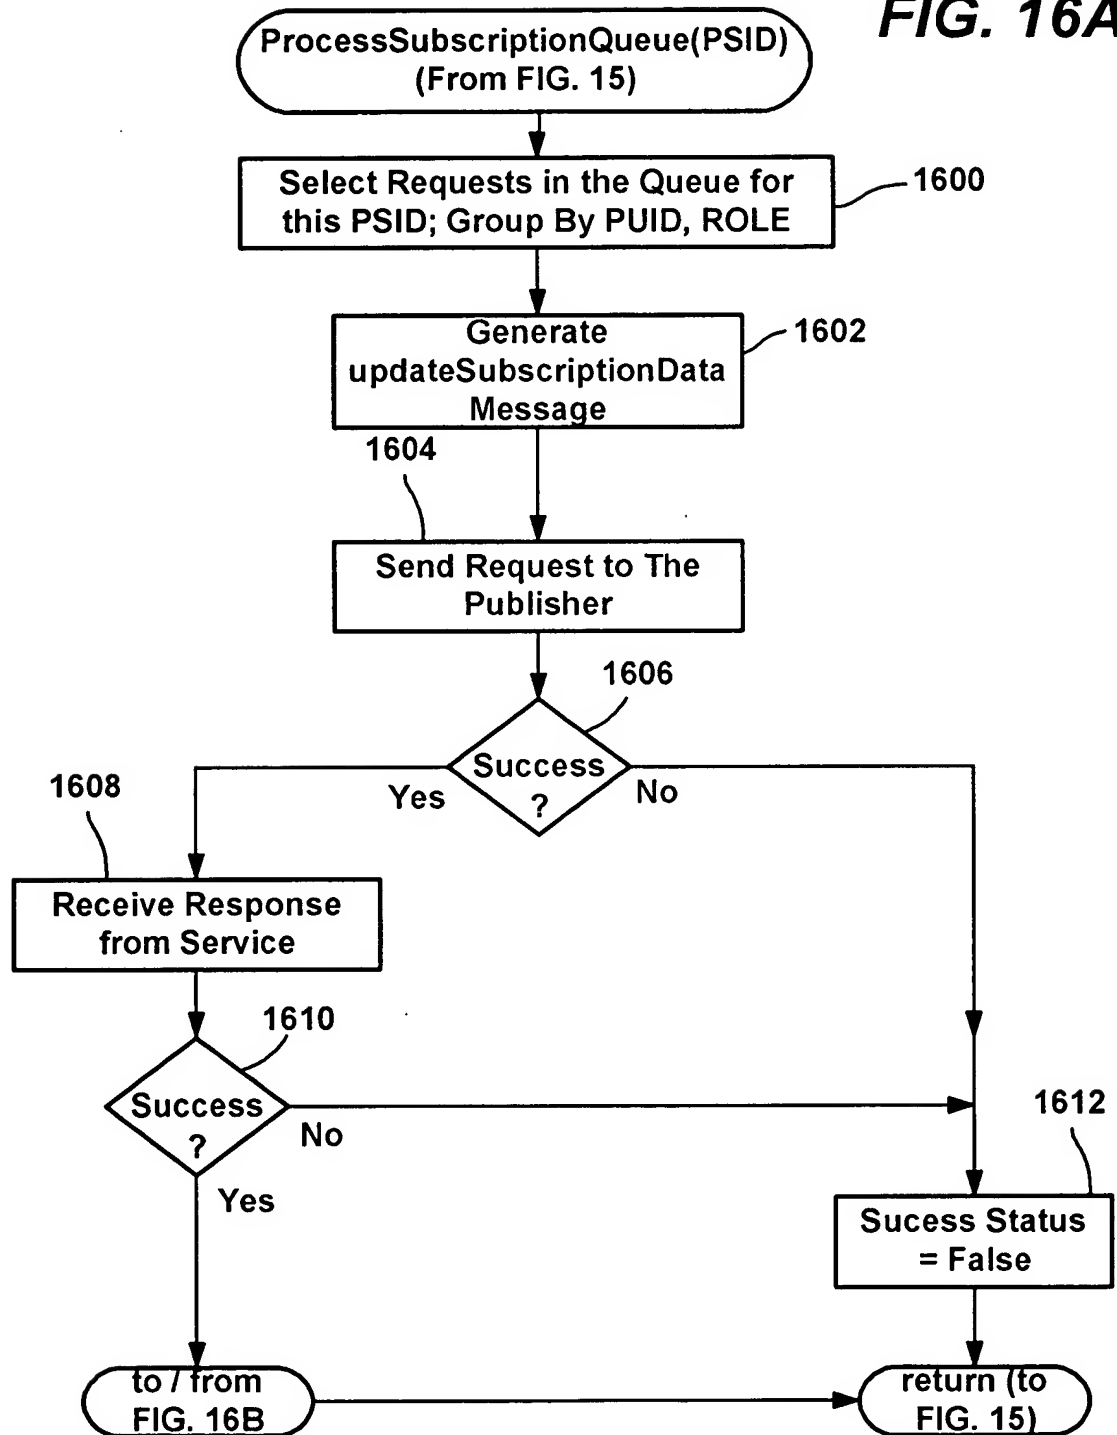 FIG. 16A
ProcessSubscriptionQueue(PSID)
(From FIG. 15)
Select Requests in the Queue for
this PSID; Group By PUID, ROLE
1600
Generate
updateSubscriptionData
Message
1602
1604
Send Request to The
Publisher
1606
Success
?
Yes
No
1608
Receive Response
from Service
1610
Success
?
No
Yes
1612
Sucess Status
= False
to / from
FIG. 16B
return (to
FIG. 15)